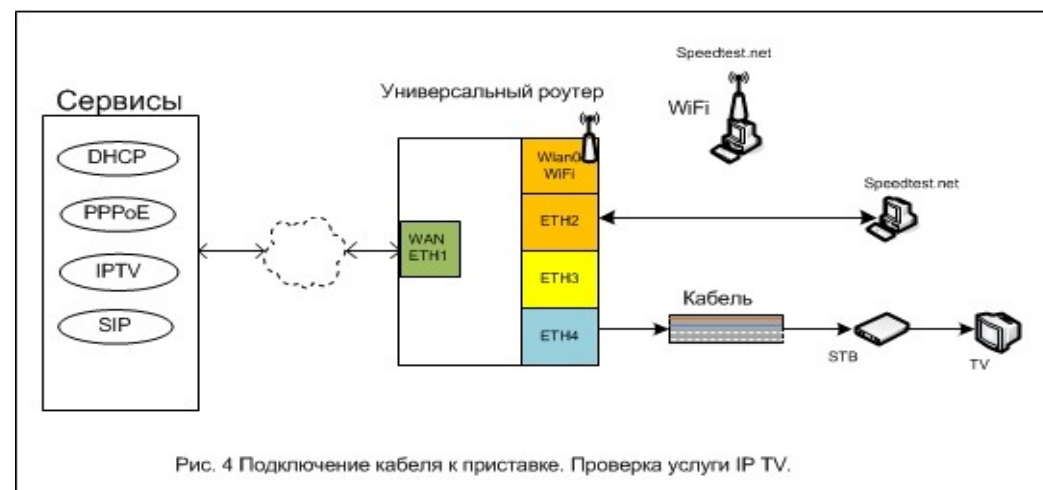 Сервисы
DHCP
PPPoE
IPTV
SIP
Универсальный роутер
WAN
ETH1
Wlan0
WiFi
ETH2
ETH3
ETH4
Speedtest.net
WiFi
Speedtest.net
Кабель
STB
TV
Рис. 4 Подключение кабеля к приставке. Проверка услуги IP TV.